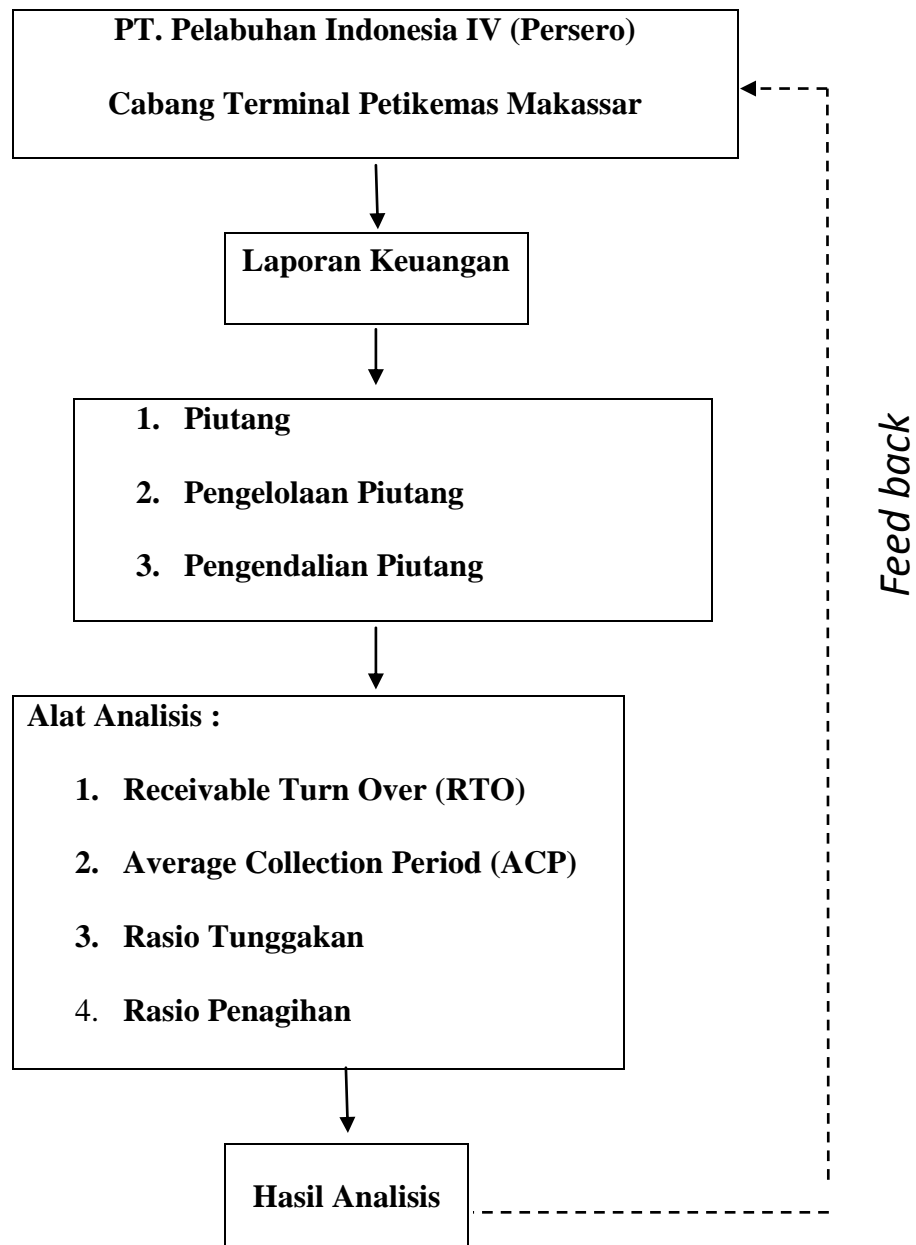 PT. Pelabuhan Indonesia IV (Persero)
Cabang Terminal Petikemas Makassar
Laporan Keuangan
1. Piutang
2. Pengelolaan Piutang
3. Pengendalian Piutang
Feed back
Alat Analisis :
1. Receivable Turn Over (RTO)
2. Average Collection Period (ACP)
3. Rasio Tunggakan
4. Rasio Penagihan
Hasil Analisis